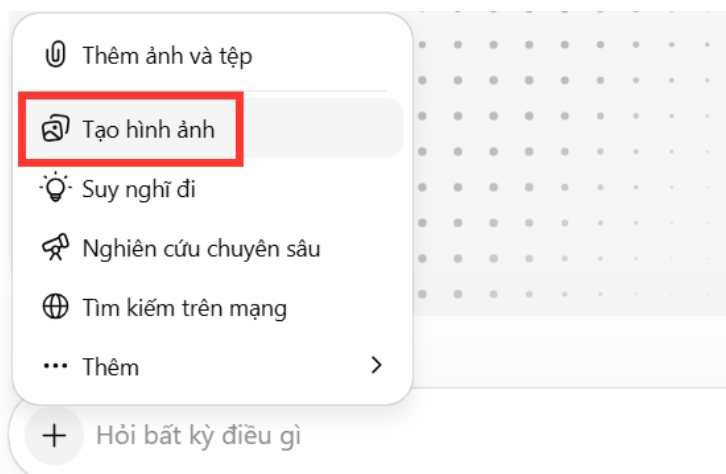 Thêm ảnh và tệp
Tạo hình ảnh
Suy nghĩ đi
Nghiên cứu chuyên sâu
Tìm kiếm trên mạng
Thêm
Hỏi bất kỳ điều gì